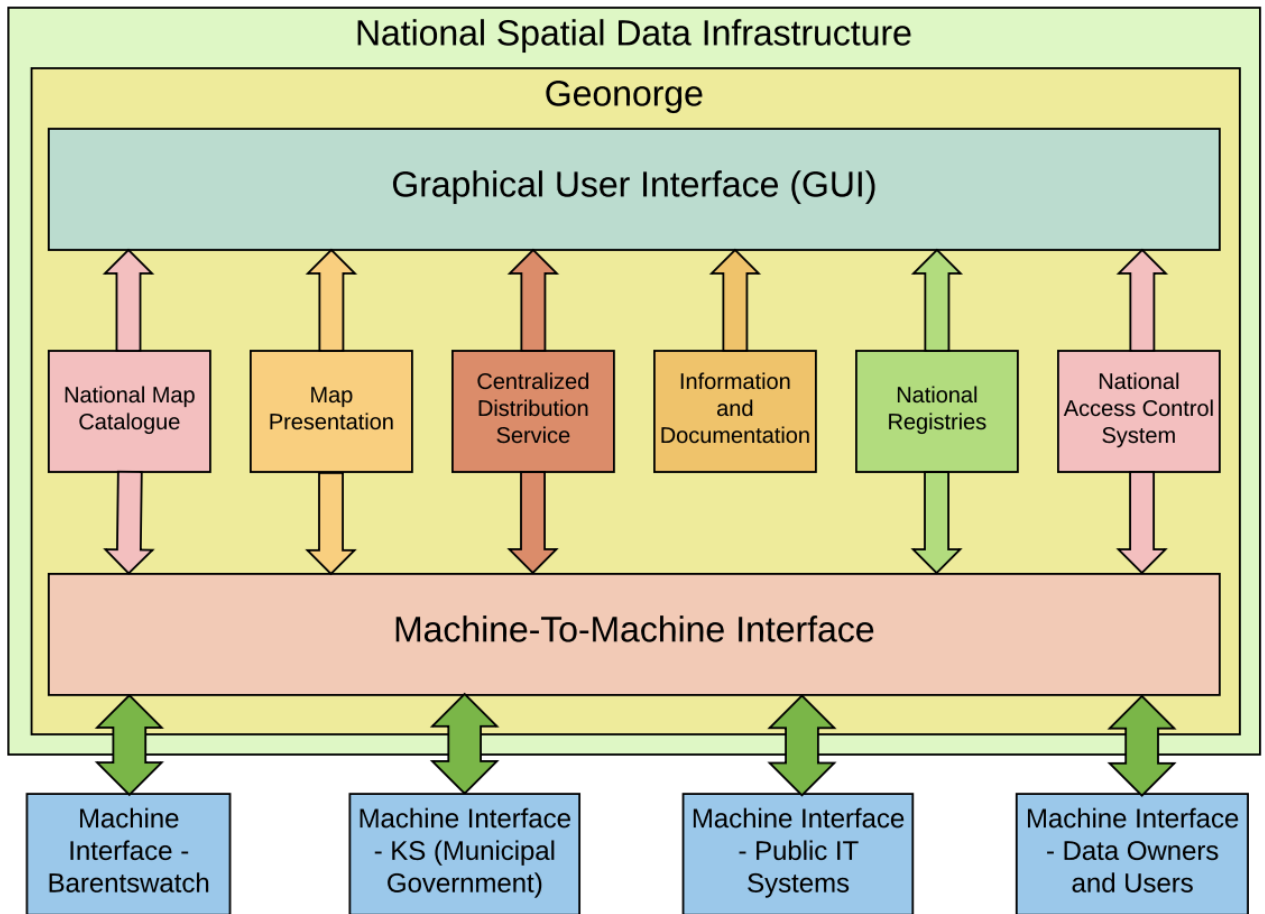 National Spatial Data Infrastructure
Geonorge
Graphical User Interface (GUI)
National Map
Catalogue
Map
Presentation
Centralized
Distribution
Service
Information
and
Documentation
National
Registries
National
Access Control
System
Machine-To-Machine Interface
Machine
Interface -
Barentswatch
Machine Interface
- KS (Municipal
Government)
Machine Interface
- Public IT
Systems
Machine Interface
- Data Owners
and Users